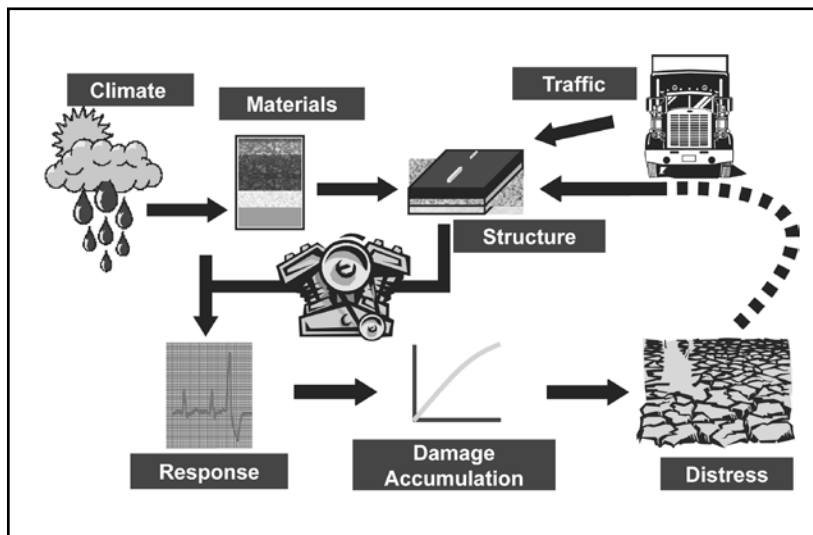 Climate
Materials
Traffic
Structure
Response
Damage
Accumulation
Distress